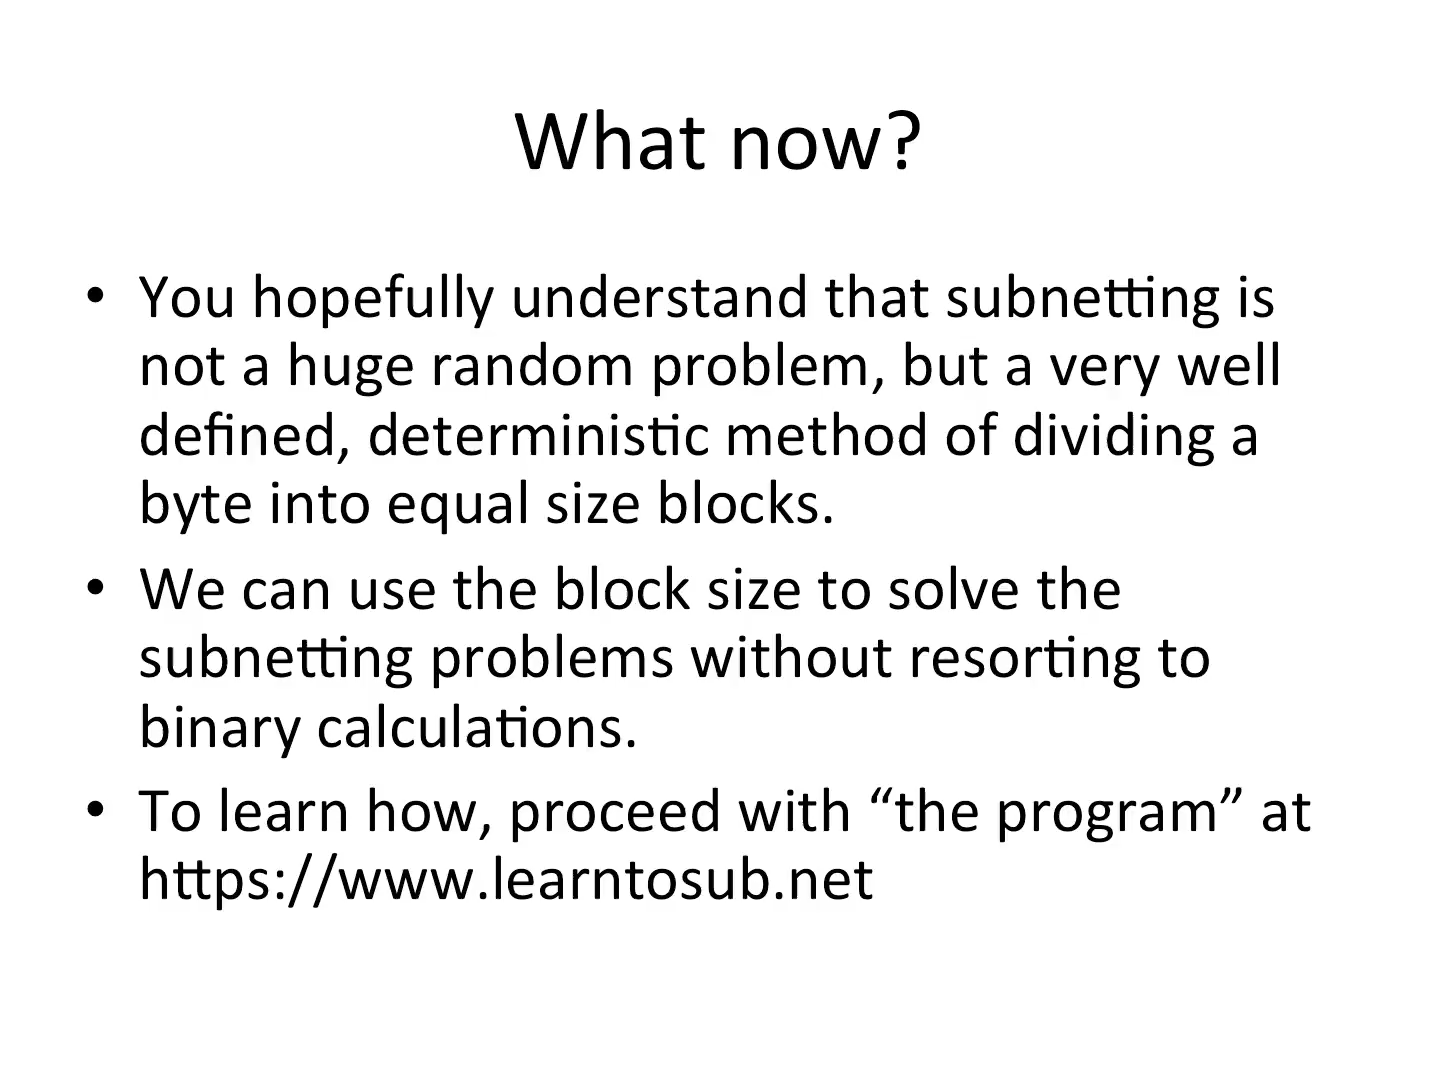 What now?
• You hopefully understand that subnetting is
not a huge random problem, but a very well
defined, deterministic method of dividing a
byte into equal size blocks.
• We can use the block size to solve the
subnetting problems without resorting to
binary calculations.
• To learn how, proceed with “the program” at
https://www.learntosub.net